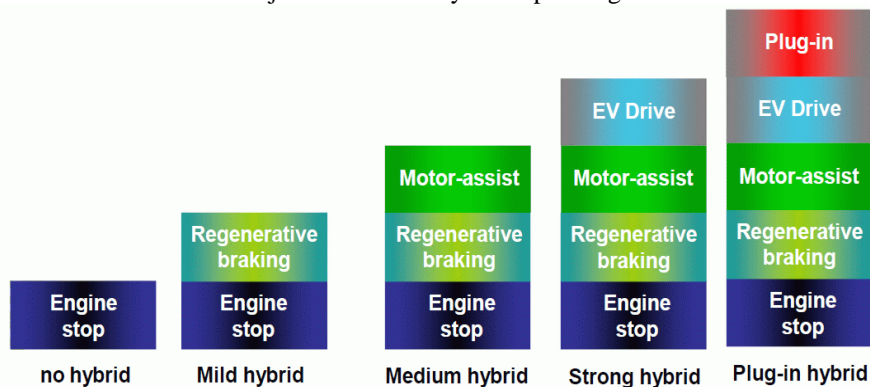 Plug-in
EV Drive
EV Drive
Motor-assist
Motor-assist
Motor-assist
Regenerative
braking
Regenerative
braking
Regenerative
braking
Regenerative
braking
Engine
stop
Engine
stop
Engine
stop
Engine
stop
Engine
stop
no hybrid
Mild hybrid
Medium hybrid
Strong hybrid
Plug-in hybrid